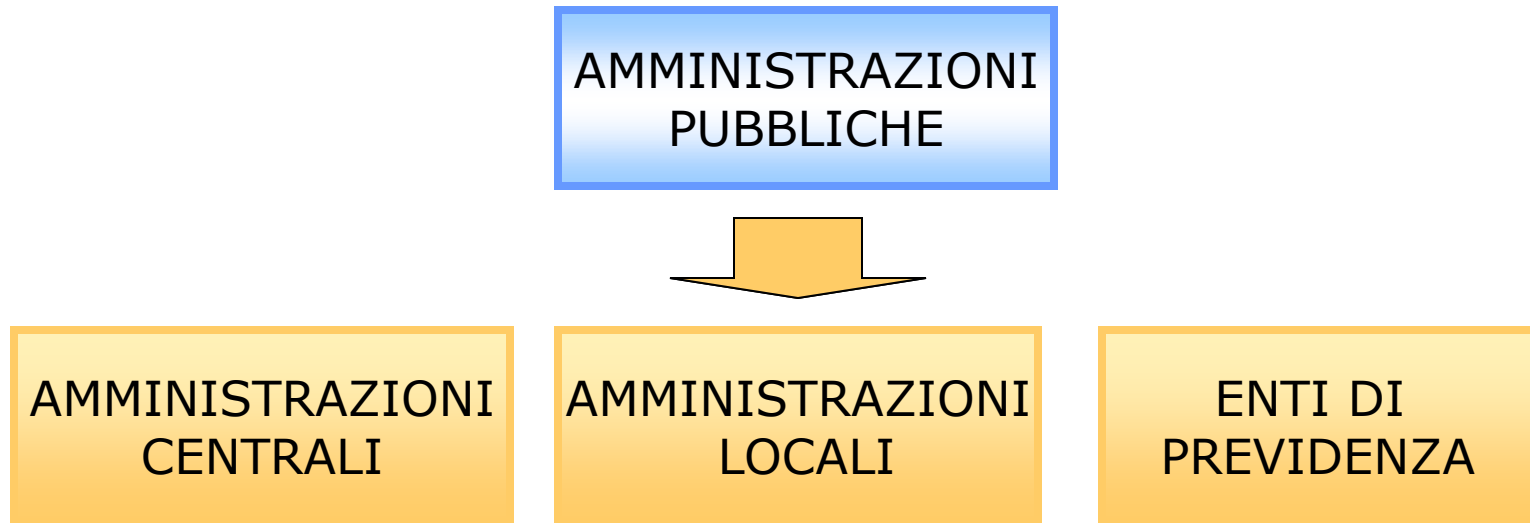 AMMINISTRAZIONI
PUBBLICHE
AMMINISTRAZIONI
CENTRALI
AMMINISTRAZIONI
LOCALI
ENTI DI
PREVIDENZA